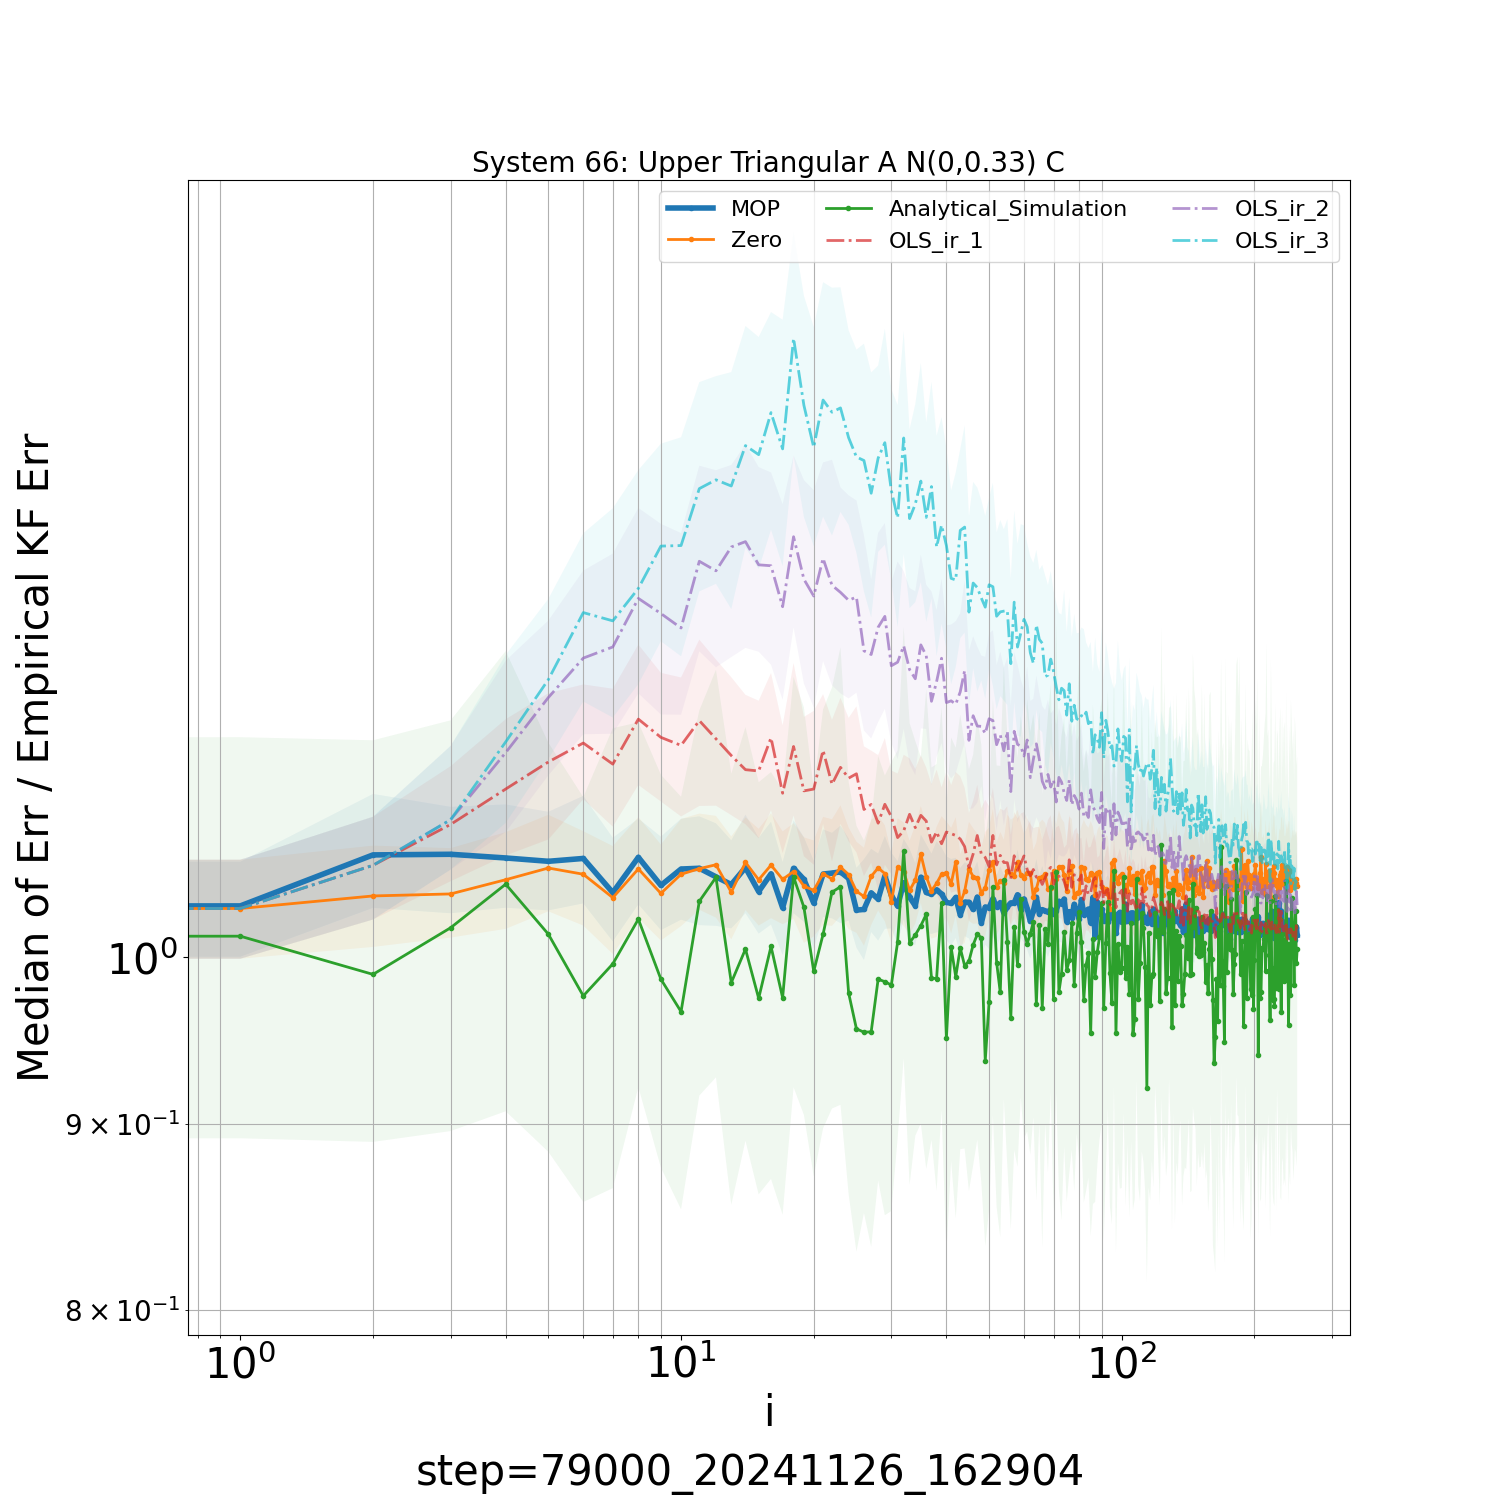 System 66: Upper Triangular A N(0,0.33) C
MOP
Zero
Analytical_Simulation
OLS_ir_1
OLS_ir_2
OLS_ir_3
Median of Err / Empirical KF Err
10⁰
9 × 10⁻¹
8 × 10⁻¹
10⁰ 10¹ 10²
i
step=79000_20241126_162904